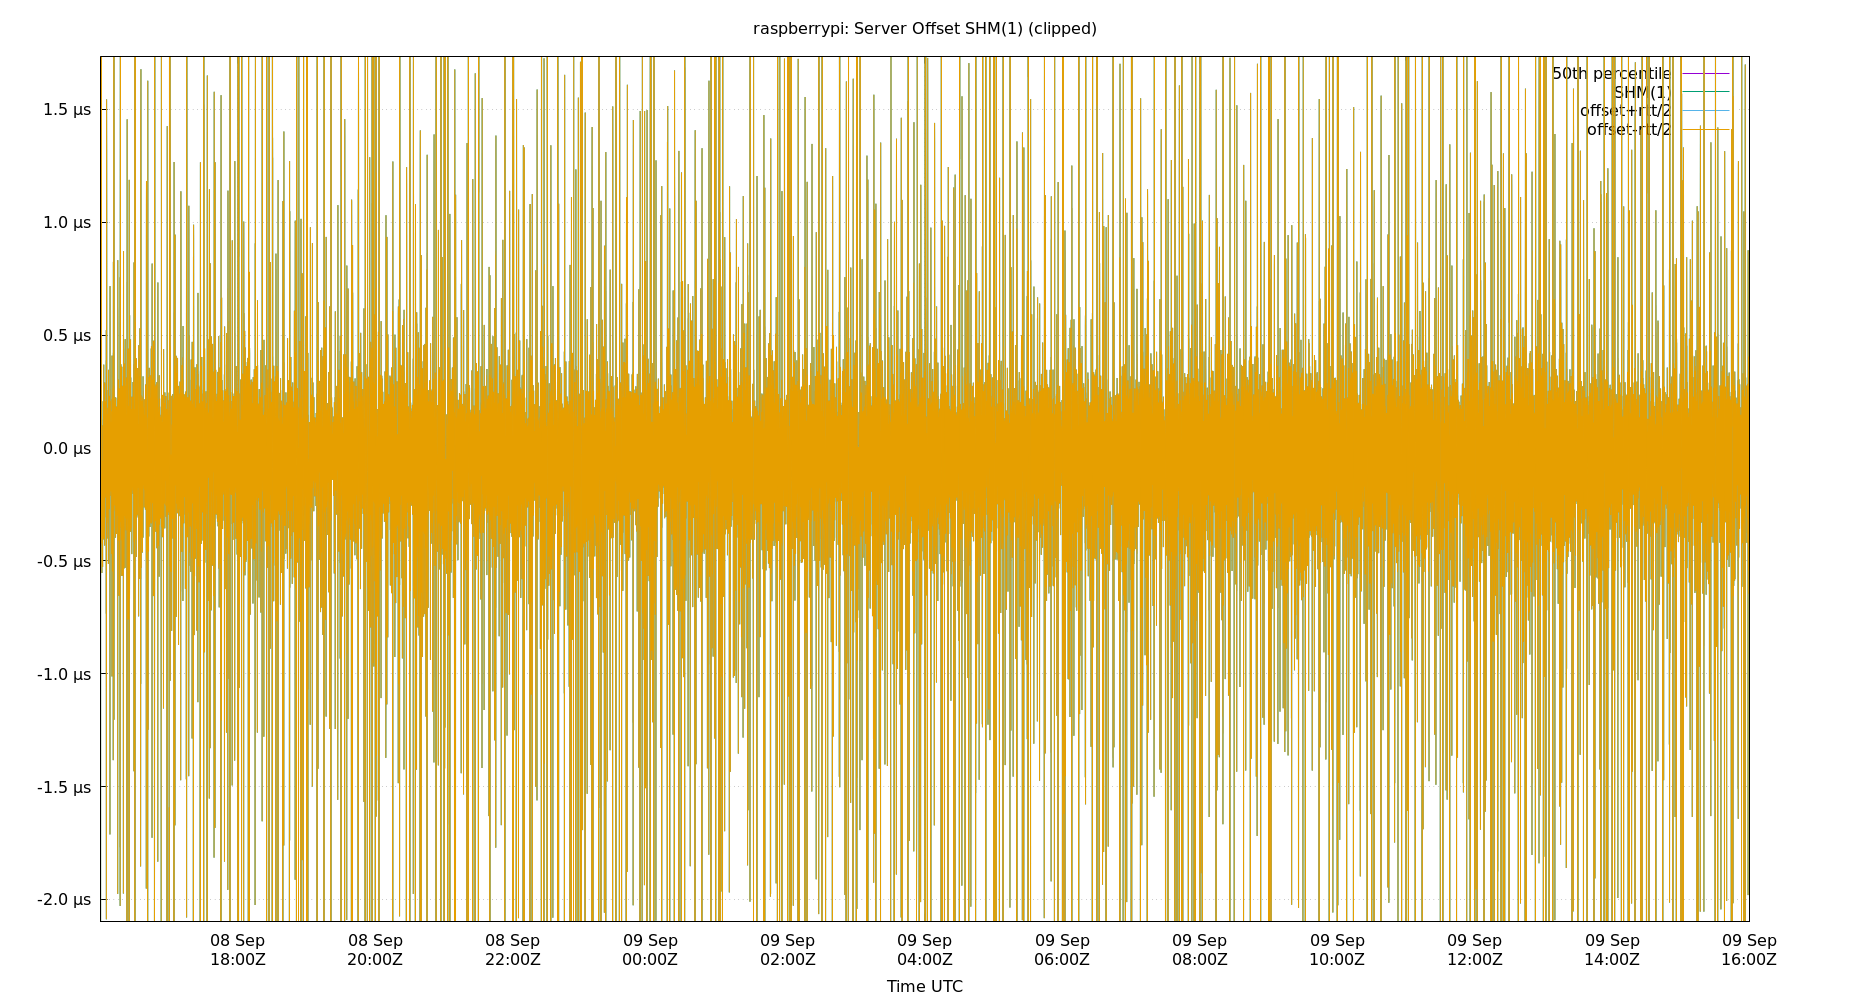 raspberrypi: Server Offset SHM(1) (clipped)
50th percentile
SHM(1)
offset+rtt/2
offset-rtt/2
1.5 µs
1.0 µs
0.5 µs
0.0 µs
-0.5 µs
-1.0 µs
-1.5 µs
-2.0 µs
08 Sep 08 Sep 08 Sep 09 Sep 09 Sep 09 Sep 09 Sep 09 Sep 09 Sep 09 Sep 09 Sep 09 Sep
18:00Z 20:00Z 22:00Z 00:00Z 02:00Z 04:00Z 06:00Z 08:00Z 10:00Z 12:00Z 14:00Z 16:00Z
Time UTC